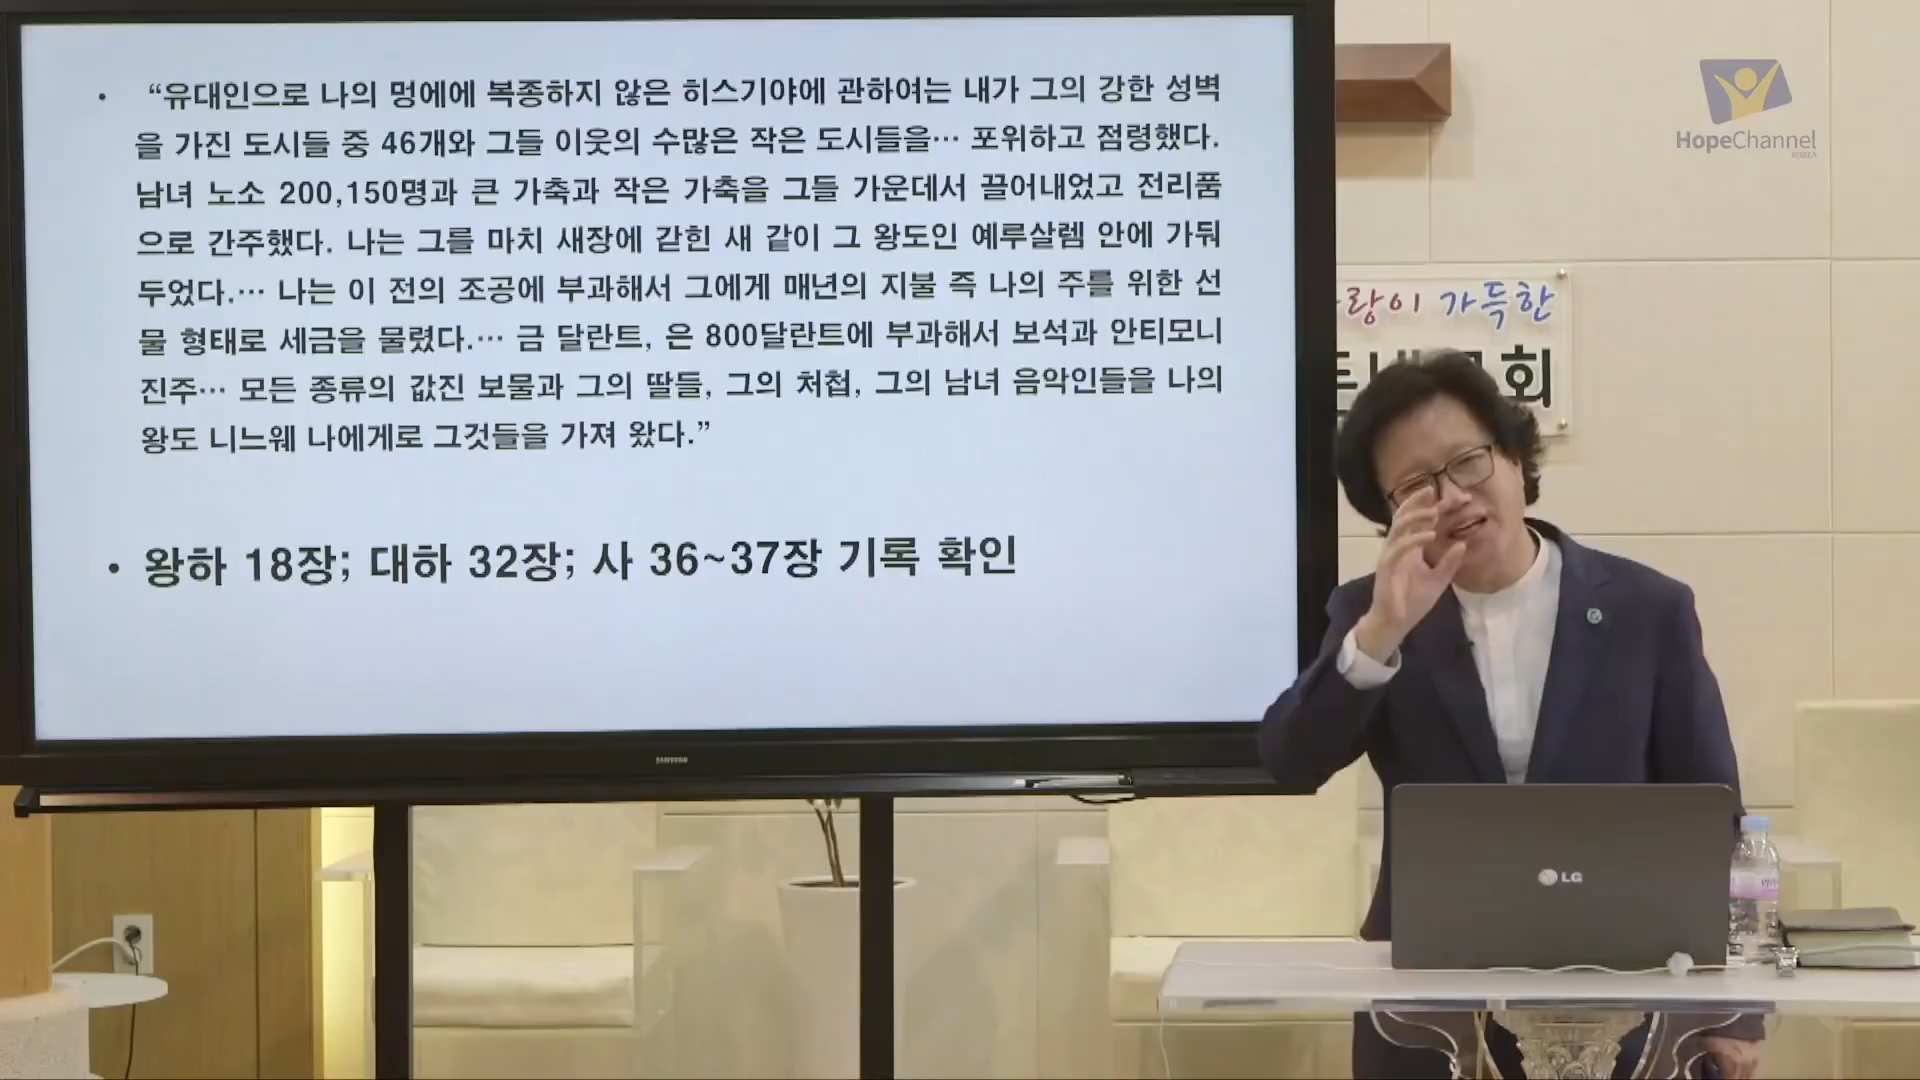 • “유대인으로 나의 멍에에 복종하지 않은 히스기야에 관하여는 내가 그의 강한 성벽
을 가진 도시들 중 46개와 그들 이웃의 수많은 작은 도시들을… 포위하고 점령했다.
남녀 노소 200,150명과 큰 가축과 작은 가축을 그들 가운데서 끌어내었고 전리품
으로 간주했다. 나는 그를 마치 새장에 갇힌 새 같이 그 왕도인 예루살렘 안에 가둬
두었다.… 나는 이 전의 조공에 부과해서 그에게 매년의 지불 즉 나의 주를 위한 선
물 형태로 세금을 물렸다.… 금 달란트, 은 800달란트에 부과해서 보석과 안티모니
진주… 모든 종류의 값진 보물과 그의 딸들, 그의 처첩, 그의 남녀 음악인들을 나의
왕도 니느웨 나에게로 그것들을 가져 왔다.”
• 왕하 18장; 대하 32장; 사 36~37장 기록 확인
SAMSUNG
HopeChannel
KOREA
랑이 가득한
회
LG